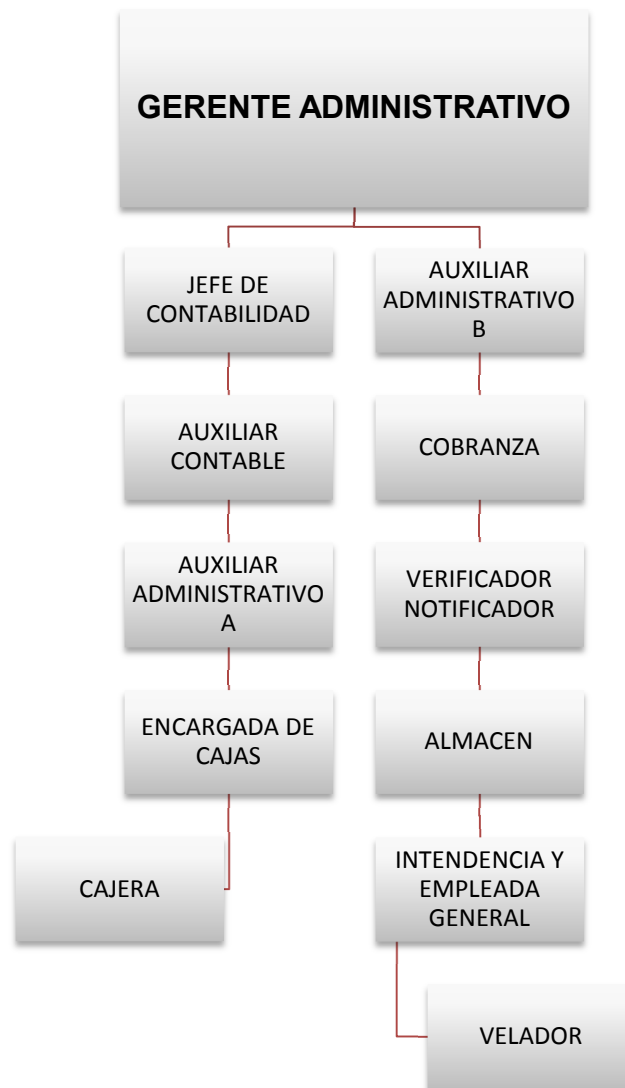 GERENTE ADMINISTRATIVO
JEFE DE
CONTABILIDAD
AUXILIAR
ADMINISTRATIVO
B
AUXILIAR
CONTABLE
COBRANZA
AUXILIAR
ADMINISTRATIVO
A
VERIFICADOR
NOTIFICADOR
ENCARGADA DE
CAJAS
ALMACEN
CAJERA
INTENDENCIA Y
EMPLEADA
GENERAL
VELADOR